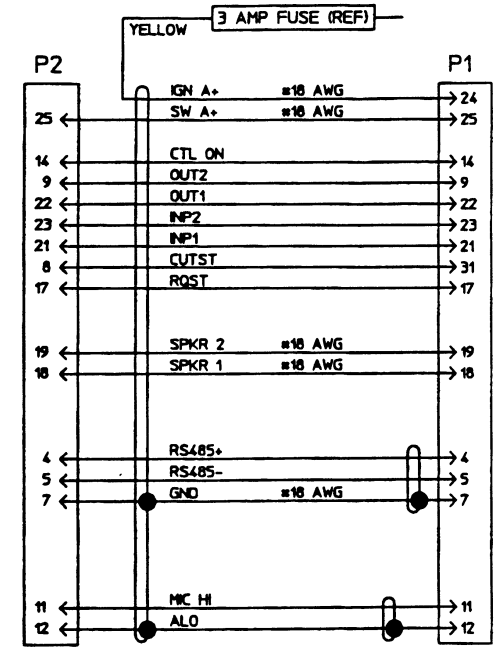 3 AMP FUSE (REF)
YELLOW
P2 P1
IGN A+ #18 AWG 24
25 SW A+ #18 AWG 25
14 CTL ON 14
9 OUT2 9
22 OUT1 22
23 INP2 23
21 INP1 21
8 CUTST 31
17 RQST 17
19 SPKR 2 #18 AWG 19
18 SPKR 1 #18 AWG 18
4 RS485+ 4
5 RS485- 5
7 GND #18 AWG 7
11 MIC HI 11
12 ALO 12